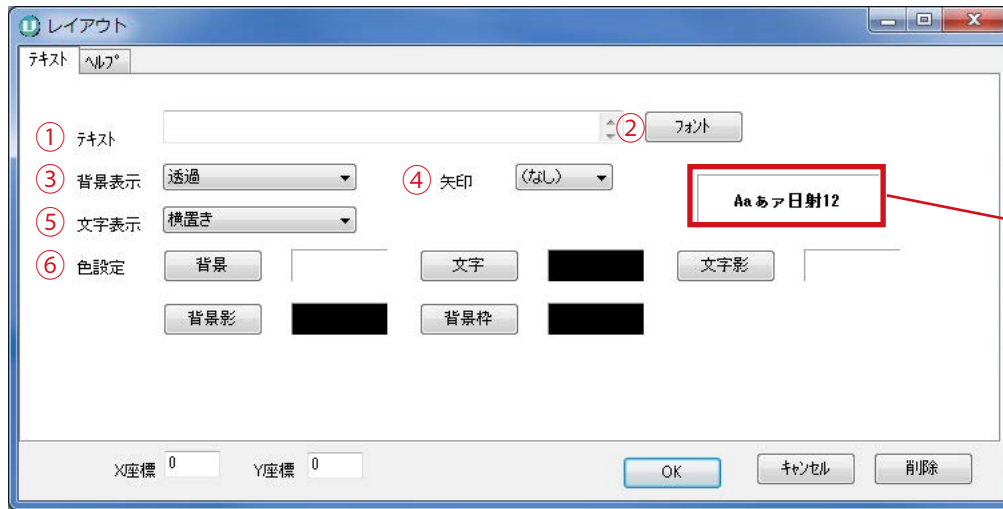 レイアウト
テキスト ヘルプ
① テキスト ② フォント
③ 背景表示 透過 ④ 矢印 (なし)
Aaあァ日射12
⑤ 文字表示 横置き
⑥ 色設定 背景 文字 文字影
背景影 背景枠
X座標 0 Y座標 0 OK キャンセル 削除